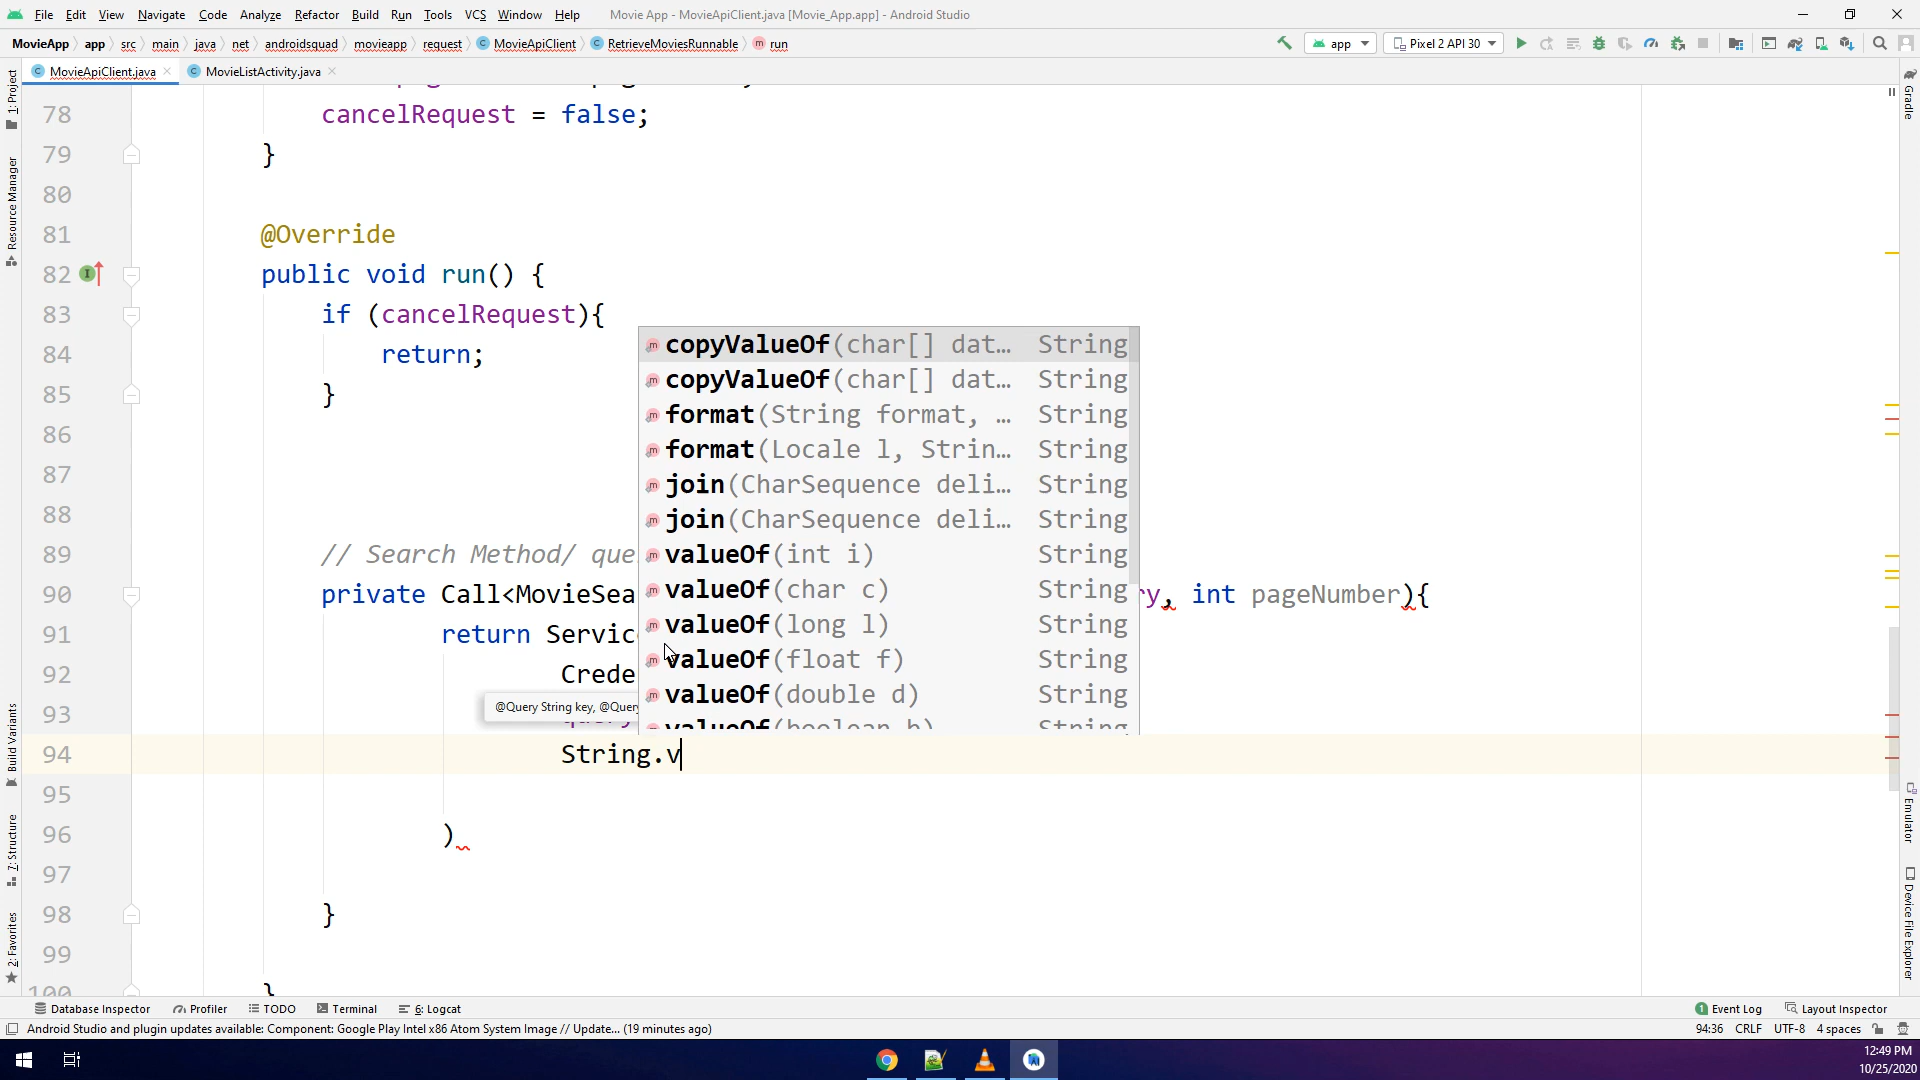 File Edit View Navigate Code Analyze Refactor Build Run Tools VCS Window Help Movie App - MovieApiClient.java [Movie_App.app] - Android Studio
MovieApp app src main java net androidsquad movieapp request MovieApiClient RetrieveMoviesRunnable run app Pixel 2 API 30
MovieApiClient.java MovieListActivity.java
1: Project
Resource Manager
Build Variants
7: Structure
2: Favorites
78 cancelRequest = false;
79 }
80
81 @Override
82 public void run() {
83 if (cancelRequest){
84 return;
85 }
86
87
88
89 // Search Method/ que
90 private Call<MovieSea y, int pageNumber){
91 return Servic
92 Crede
93
94 String.v
95
96 )
97
98 }
99
100 }
copyValueOf(char[] dat… String
copyValueOf(char[] dat… String
format(String format, … String
format(Locale l, Strin… String
join(CharSequence deli… String
join(CharSequence deli… String
valueOf(int i) String
valueOf(char c) String
valueOf(long l) String
valueOf(float f) String
valueOf(double d) String
valueOf(boolean b) String
@Query String key, @Query
Gradle
Emulator
Device File Explorer
Database Inspector Profiler TODO Terminal 6: Logcat 1 Event Log Layout Inspector
Android Studio and plugin updates available: Component: Google Play Intel x86 Atom System Image // Update... (19 minutes ago) 94:36 CRLF UTF-8 4 spaces
12:49 PM
10/25/2020